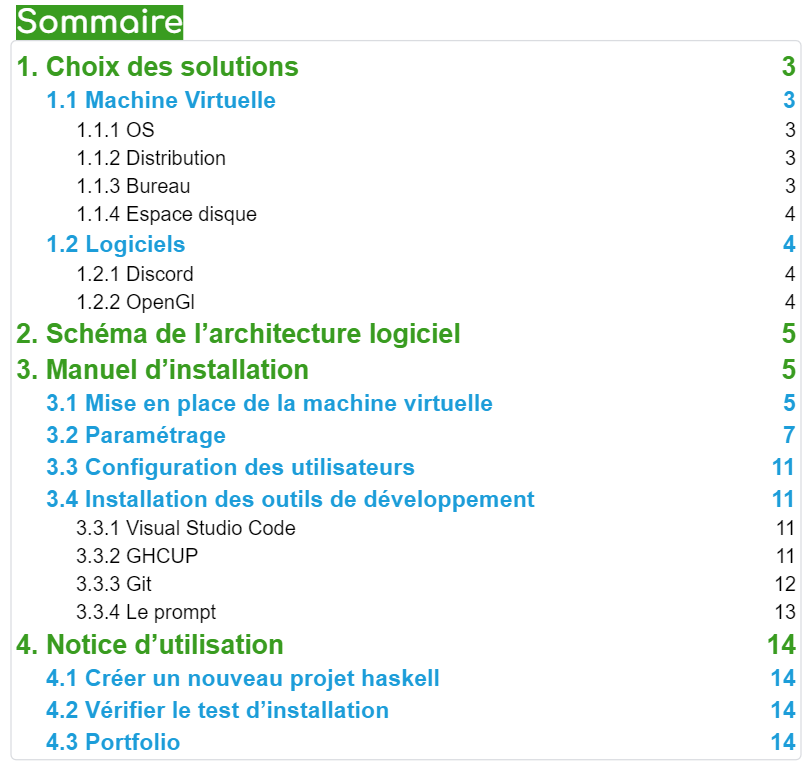 Sommaire
1. Choix des solutions 3
1.1 Machine Virtuelle 3
1.1.1 OS 3
1.1.2 Distribution 3
1.1.3 Bureau 3
1.1.4 Espace disque 4
1.2 Logiciels 4
1.2.1 Discord 4
1.2.2 OpenGl 4
2. Schéma de l’architecture logiciel 5
3. Manuel d’installation 5
3.1 Mise en place de la machine virtuelle 5
3.2 Paramétrage 7
3.3 Configuration des utilisateurs 11
3.4 Installation des outils de développement 11
3.3.1 Visual Studio Code 11
3.3.2 GHCUP 11
3.3.3 Git 12
3.3.4 Le prompt 13
4. Notice d’utilisation 14
4.1 Créer un nouveau projet haskell 14
4.2 Vérifier le test d’installation 14
4.3 Portfolio 14